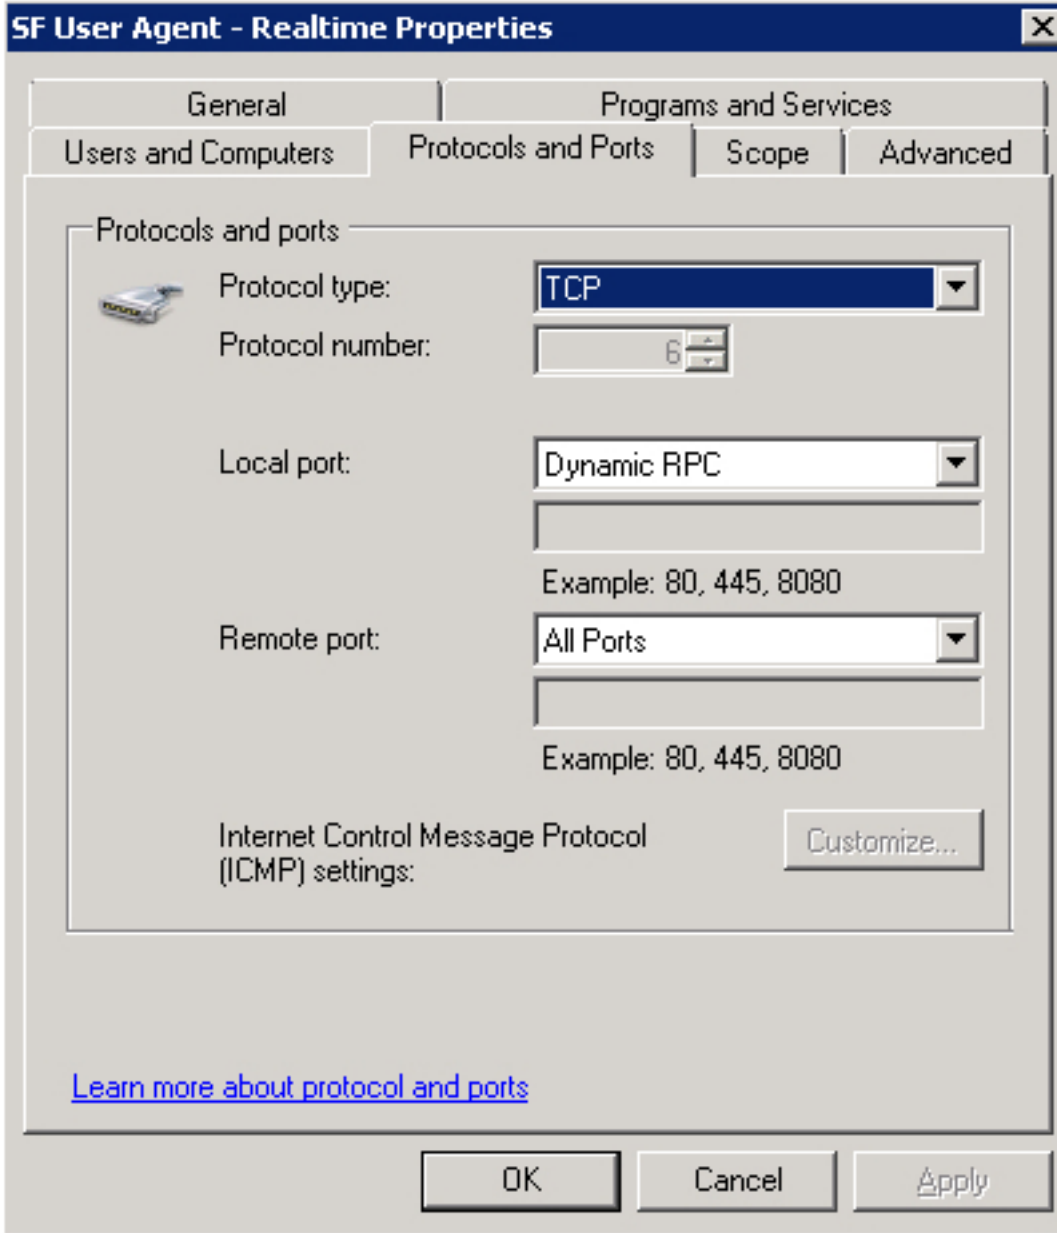 SF User Agent - Realtime Properties
General
Programs and Services
Users and Computers
Protocols and Ports
Scope
Advanced
Protocols and ports
Protocol type:
TCP
Protocol number:
6
Local port:
Dynamic RPC
Example: 80, 445, 8080
Remote port:
All Ports
Example: 80, 445, 8080
Internet Control Message Protocol
(ICMP) settings:
Customize...
Learn more about protocol and ports
OK
Cancel
Apply